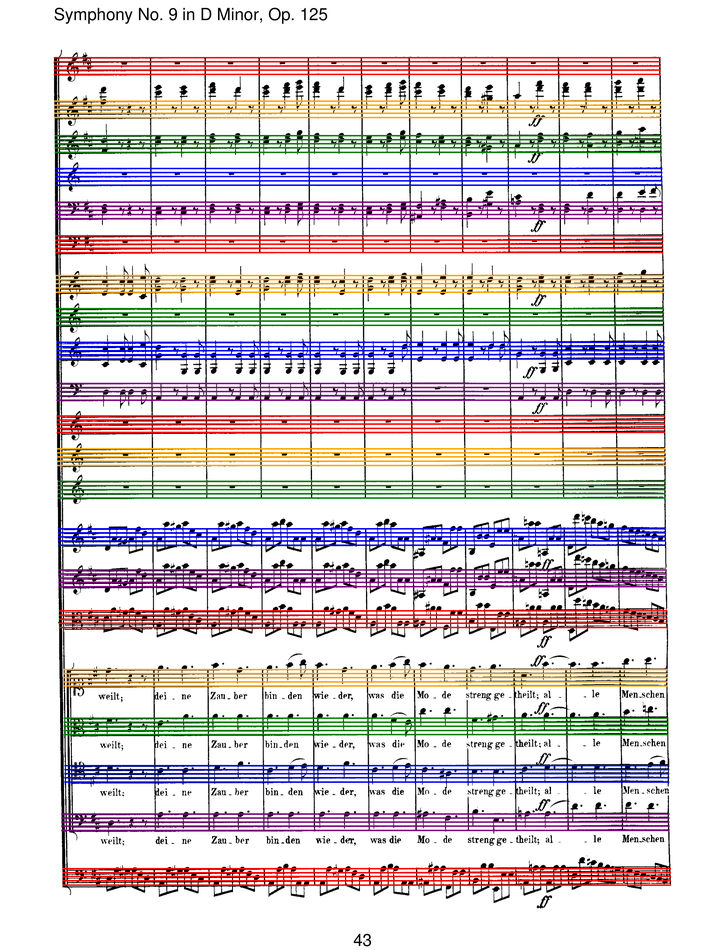 Symphony No. 9 in D Minor, Op. 125
ff
ff
ff
ff
ff
ff
ff
ff
ff
weilt; dei - ne Zau - ber bin - den wie - der, was die Mo - de streng ge - theilt; al - - le Men - schen
ff
weilt; dei - ne Zau - ber bin - den wie - der, was die Mo - de streng ge - theilt; al - - le Men - schen
ff
weilt; dei - ne Zau - ber bin - den wie - der, was die Mo - de streng ge - theilt; al - - le Men - schen
ff
weilt; dei - ne Zau - ber bin - den wie - der, was die Mo - de streng ge - theilt; al - - le Men - schen
ff
43